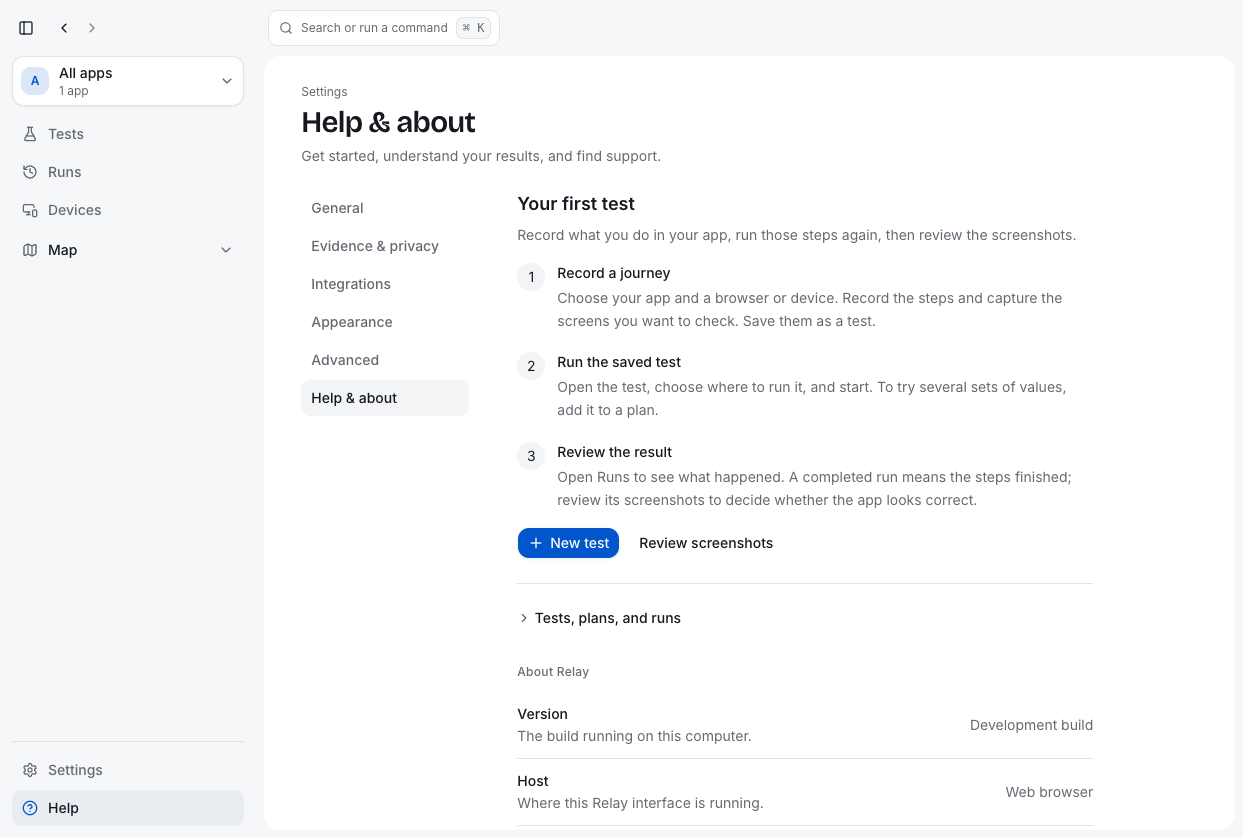 Search or run a command ⌘ K
A
All apps
1 app
Tests
Runs
Devices
Map
Settings
Help
Settings
Help & about
Get started, understand your results, and find support.
General
Evidence & privacy
Integrations
Appearance
Advanced
Help & about
Your first test
Record what you do in your app, run those steps again, then review the screenshots.
1
Record a journey
Choose your app and a browser or device. Record the steps and capture the
screens you want to check. Save them as a test.
2
Run the saved test
Open the test, choose where to run it, and start. To try several sets of values,
add it to a plan.
3
Review the result
Open Runs to see what happened. A completed run means the steps finished;
review its screenshots to decide whether the app looks correct.
New test
Review screenshots
Tests, plans, and runs
About Relay
Version
The build running on this computer.
Development build
Host
Where this Relay interface is running.
Web browser